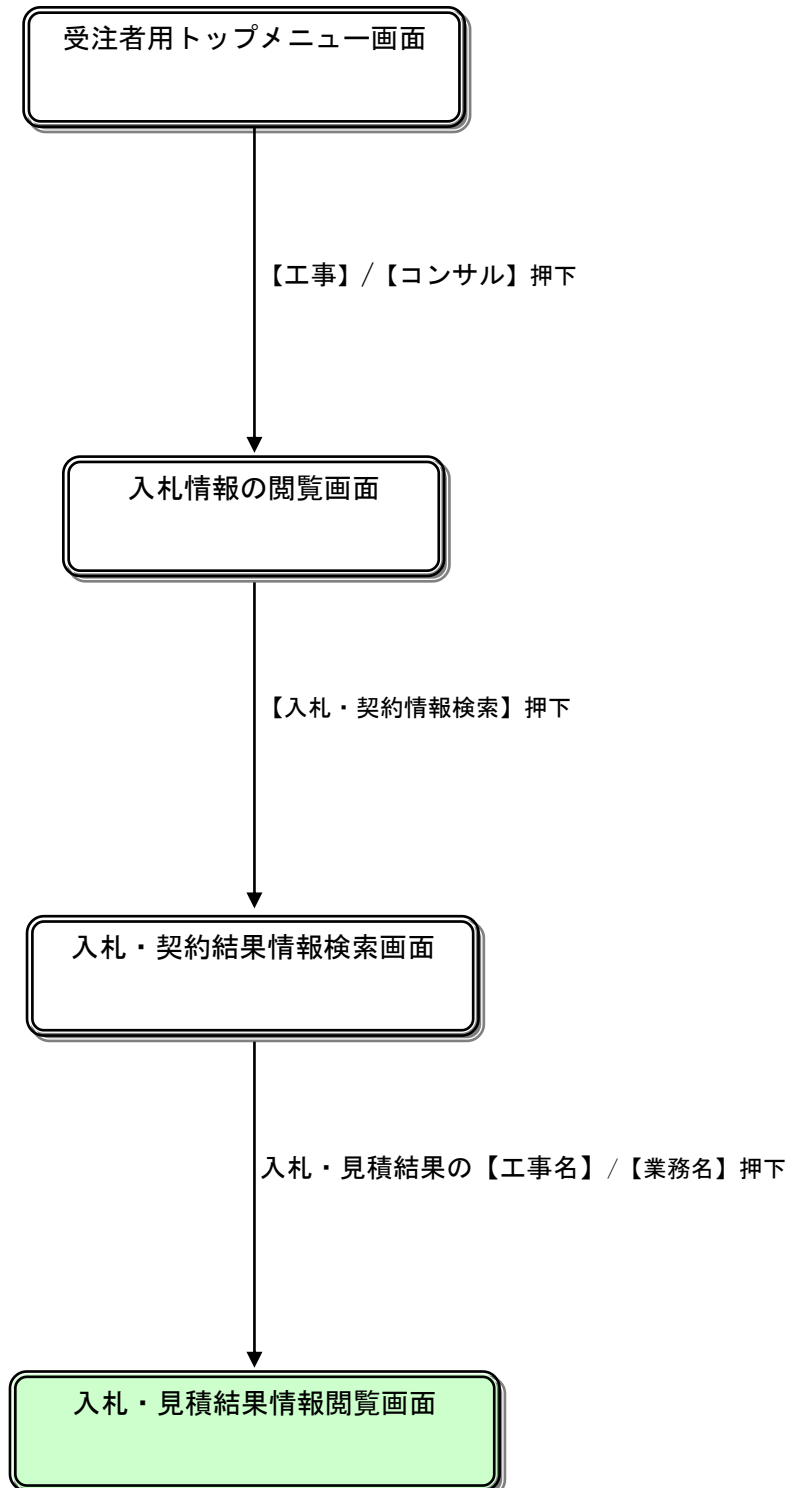 受注者用トップメニュー画面
【工事】/【コンサル】押下
入札情報の閲覧画面
【入札・契約情報検索】押下
入札・契約結果情報検索画面
入札・見積結果の【工事名】/【業務名】押下
入札・見積結果情報閲覧画面